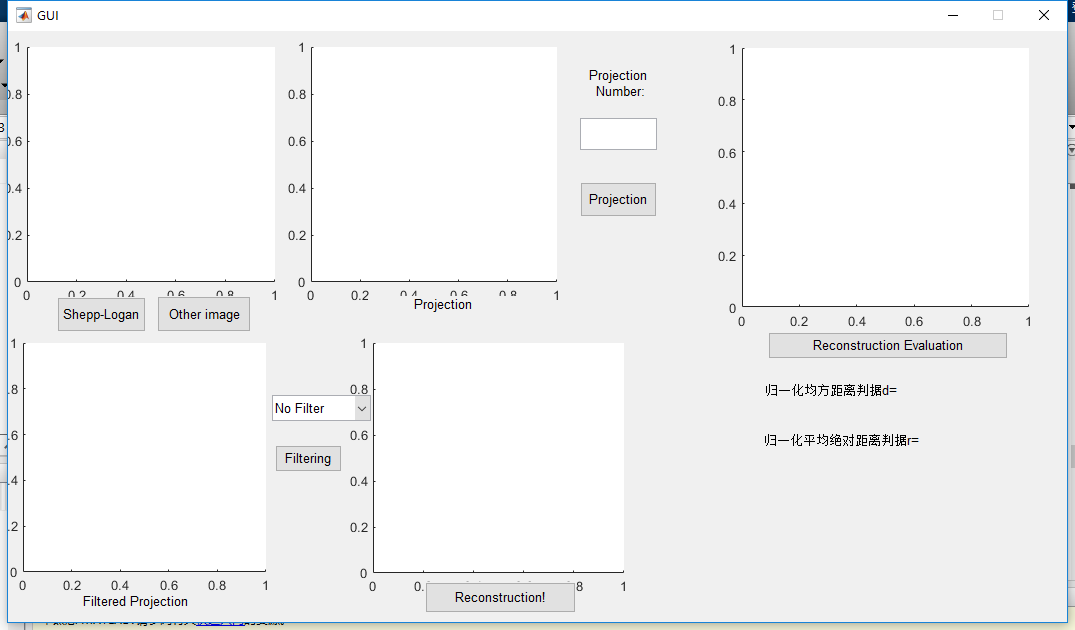 GUI
1
0.8
0.6
0.4
0.2
0
0 0.2 0.4 0.6 0.8 1
Shepp-Logan
Other image
1
0.8
0.6
0.4
0.2
0
0 0.2 0.4 0.6 0.8 1
Projection
Projection
Number:
Projection
1
0.8
0.6
0.4
0.2
0
0 0.2 0.4 0.6 0.8 1
Reconstruction Evaluation
归一化均方距离判据d=
归一化平均绝对距离判据r=
1
.8
.6
.4
.2
0
0 0.2 0.4 0.6 0.8 1
Filtered Projection
No Filter
Filtering
1
0.8
0.6
0.4
0.2
0
0 0. 8 1
Reconstruction!